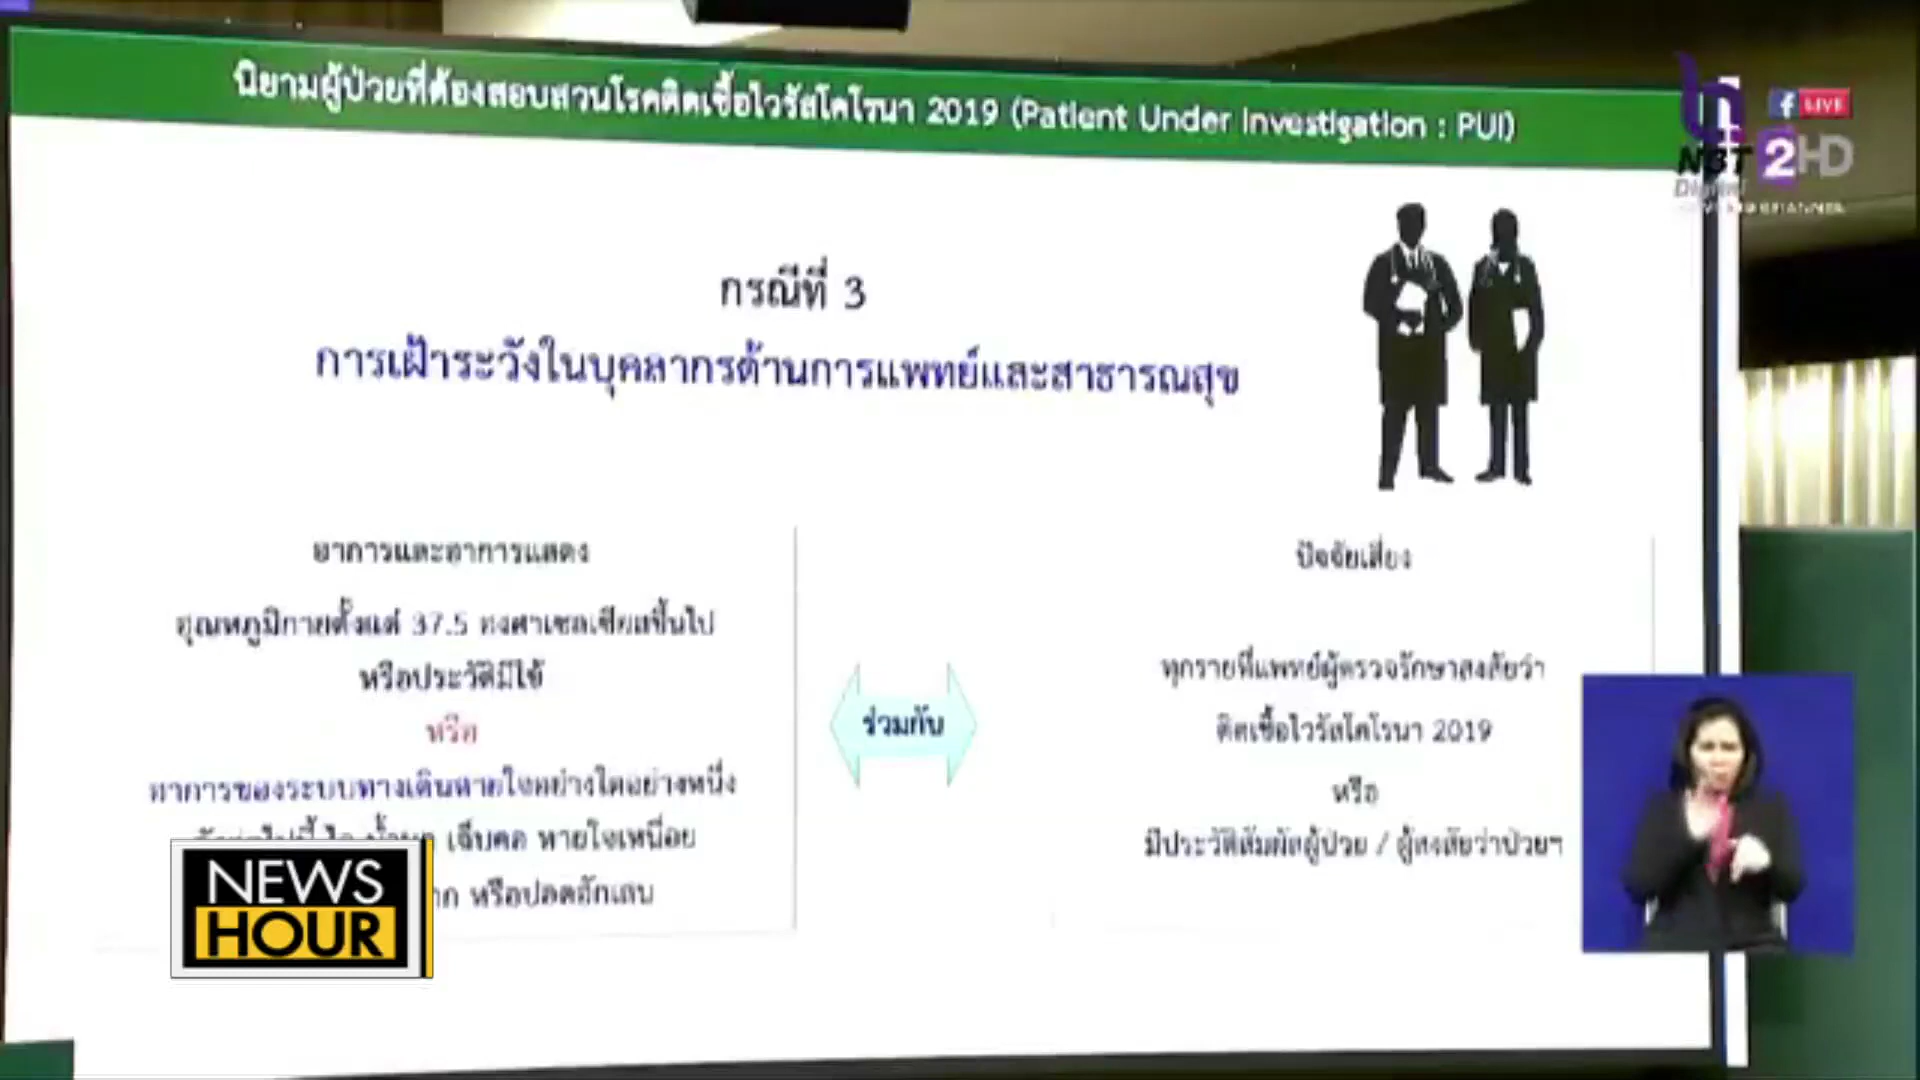 นิยามผู้ป่วยที่ต้องสอบสวนโรคติดเชื้อไวรัสโคโรนา 2019 (Patient Under Investigation : PUI)
f LIVE
NBT 2HD
Digital
กรณีที่ 3
การเฝ้าระวังในบุคลากรด้านการแพทย์และสาธารณสุข
อาการและอาการแสดง
อุณหภูมิกายตั้งแต่ 37.5 องศาเซลเซียสขึ้นไป
หรือประวัติมีไข้
หรือ
อาการของระบบทางเดินหายใจอย่างใดอย่างหนึ่ง
เจ็บคอ หายใจเหนื่อย
หรือปอดอักเสบ
ร่วมกับ
ปัจจัยเสี่ยง
ทุกรายที่แพทย์ผู้ตรวจรักษาสงสัยว่า
ติดเชื้อไวรัสโคโรนา 2019
หรือ
มีประวัติสัมผัสผู้ป่วย / ผู้สงสัยว่าป่วยฯ
NEWS
HOUR